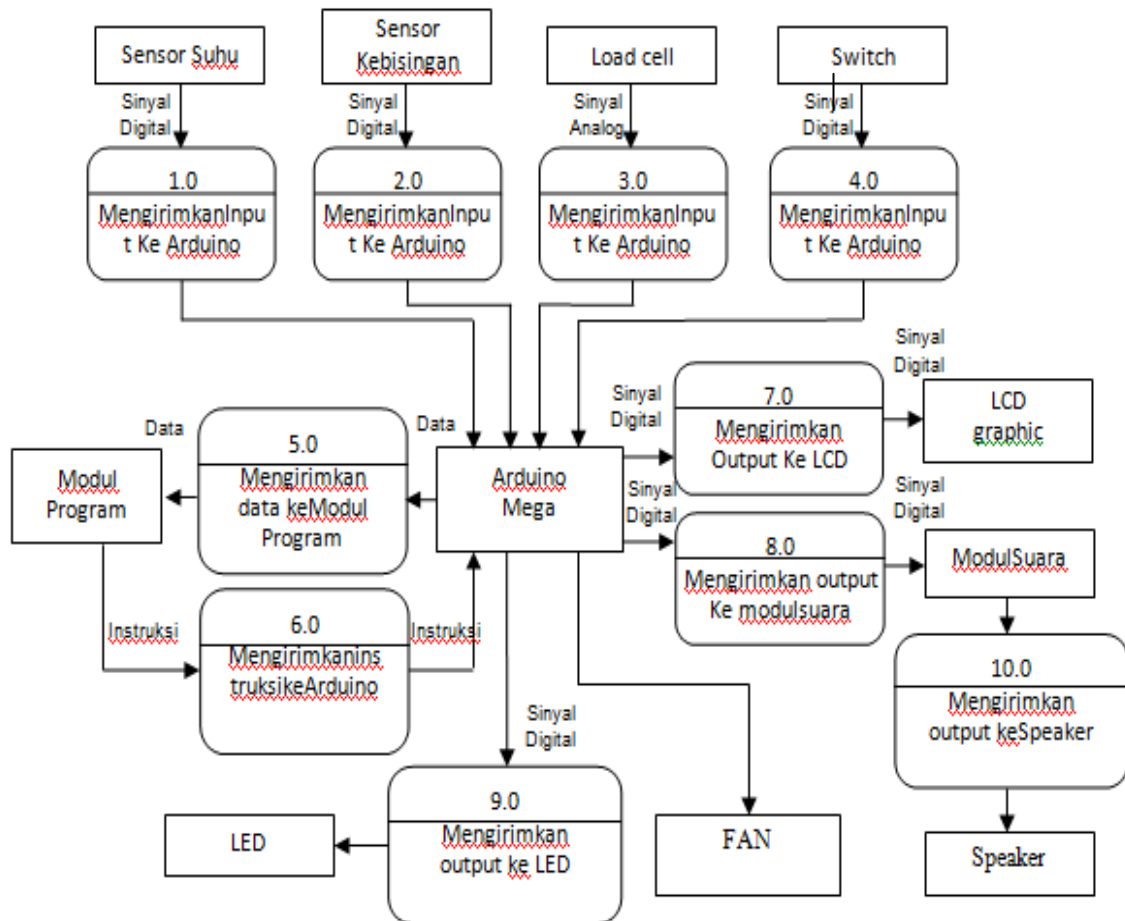 Sensor Suhu
Sensor
Kebisingan
Load cell
Switch
Sinyal
Digital
Sinyal
Digital
Sinyal
Analog
Sinyal
Digital
1.0
MengirimkanInpu
t Ke Arduino
2.0
MengirimkanInpu
t Ke Arduino
3.0
MengirimkanInpu
t Ke Arduino
4.0
MengirimkanInpu
t Ke Arduino
Sinyal
Digital
7.0
Mengirimkan
Output Ke LCD
Sinyal
Digital
LCD
graphic
Data
5.0
Mengirimkan
data keModul
Program
Data
Modul
Program
Arduino
Mega
Sinyal
Digital
8.0
Mengirimkan output
Ke modulsuara
Sinyal
Digital
ModulSuara
Instruksi
6.0
Mengirimkanins
truksikeArduino
Instruksi
10.0
Mengirimkan
output keSpeaker
Sinyal
Digital
9.0
Mengirimkan
output ke LED
LED
FAN
Speaker